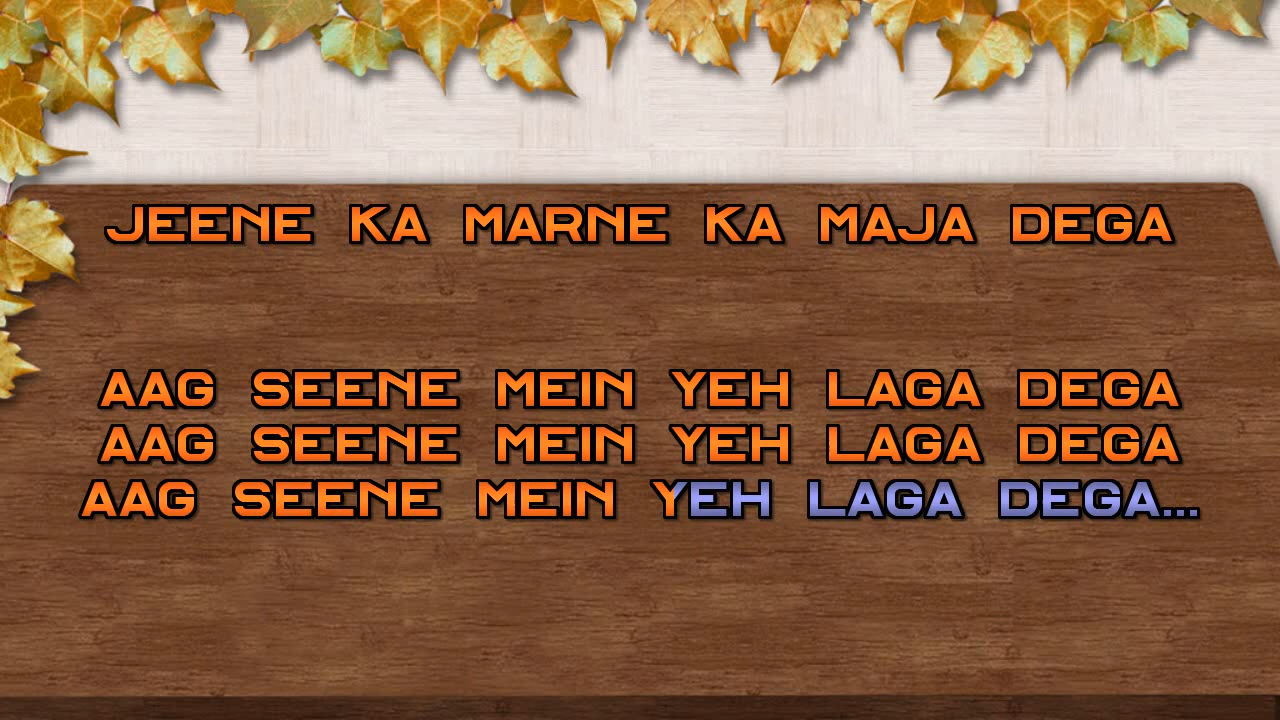 JEENE KA MARNE KA MAJA DEGA
AAG SEENE MEIN YEH LAGA DEGA
AAG SEENE MEIN YEH LAGA DEGA
AAG SEENE MEIN YEH LAGA DEGA...